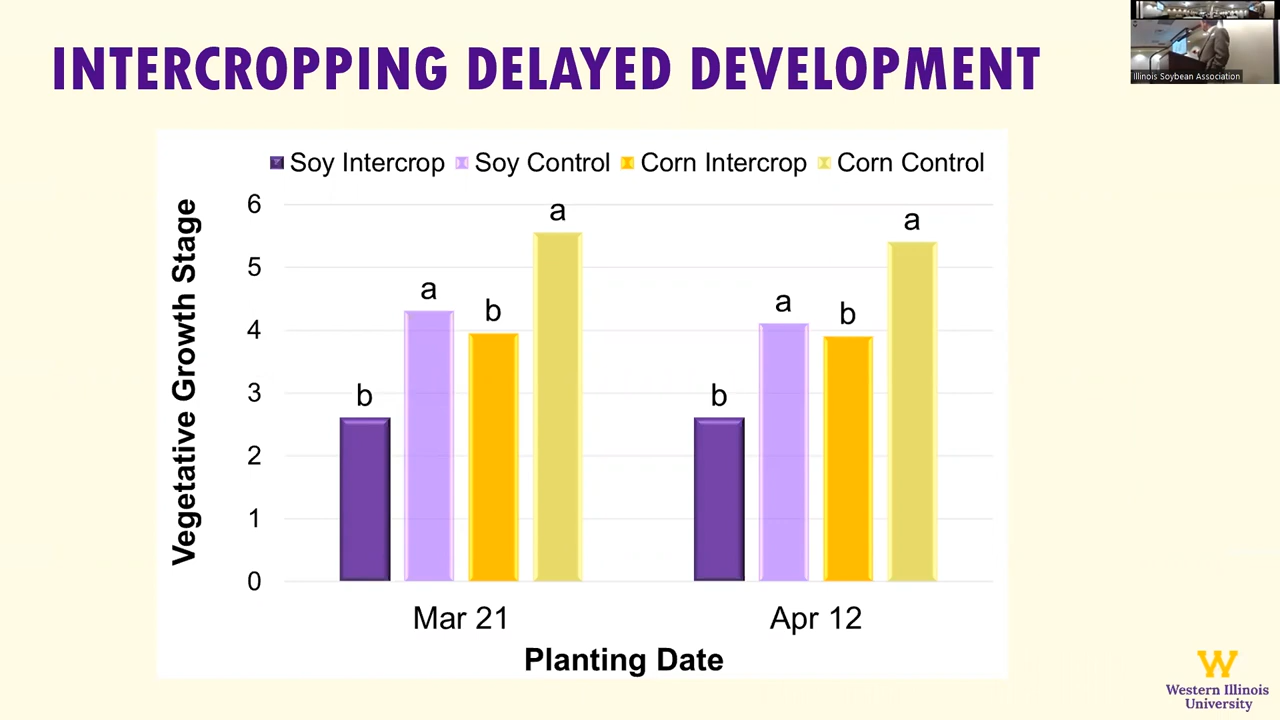 INTERCROPPING DELAYED DEVELOPMENT
Illinois Soybean Association
Soy Intercrop Soy Control Corn Intercrop Corn Control
Vegetative Growth Stage
6
5
4
3
2
1
0
b a b a
b a b a
Mar 21 Apr 12
Planting Date
W
Western Illinois
University